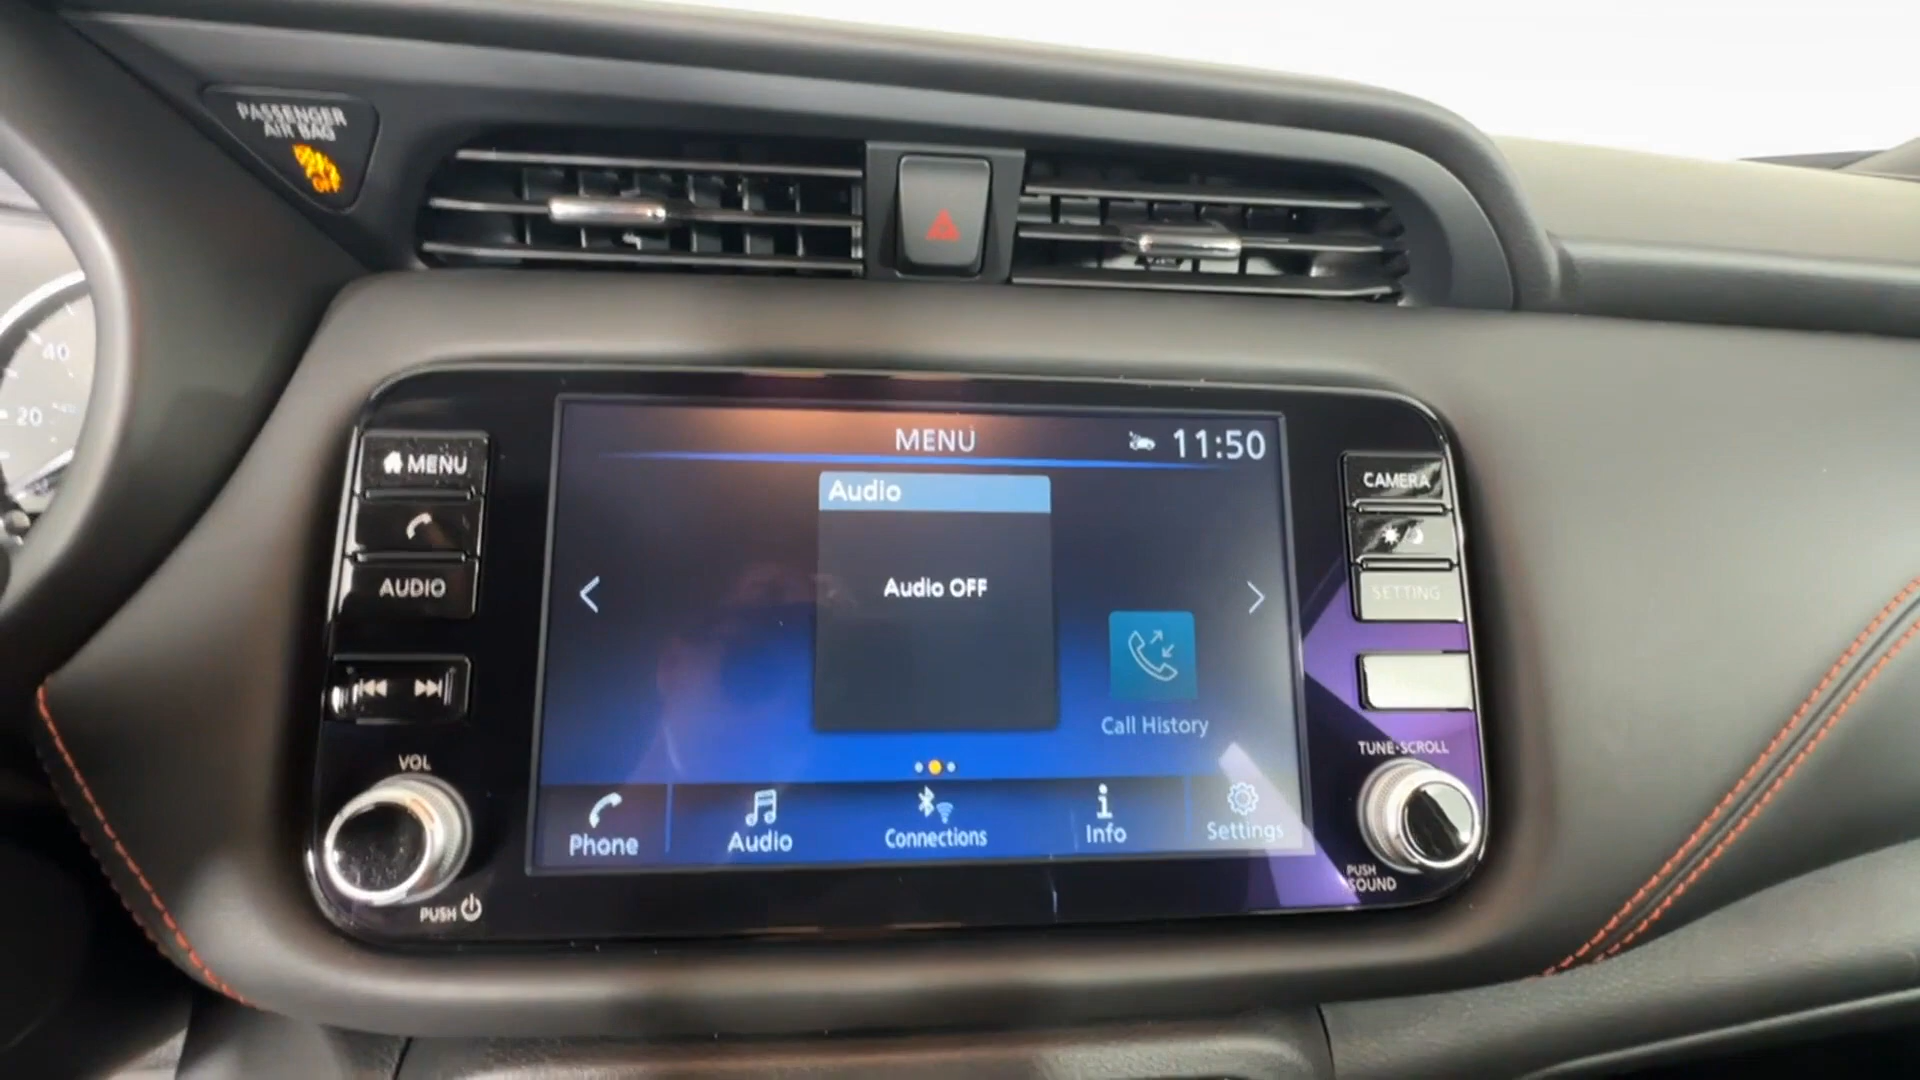 PASSENGER
AIR BAG
OFF
40
20
MENU
AUDIO
VOL
PUSH
MENU
11:50
Audio
Audio OFF
Call History
Phone
Audio
Connections
Info
Settings
CAMERA
SETTING
TUNE·SCROLL
PUSH
SOUND